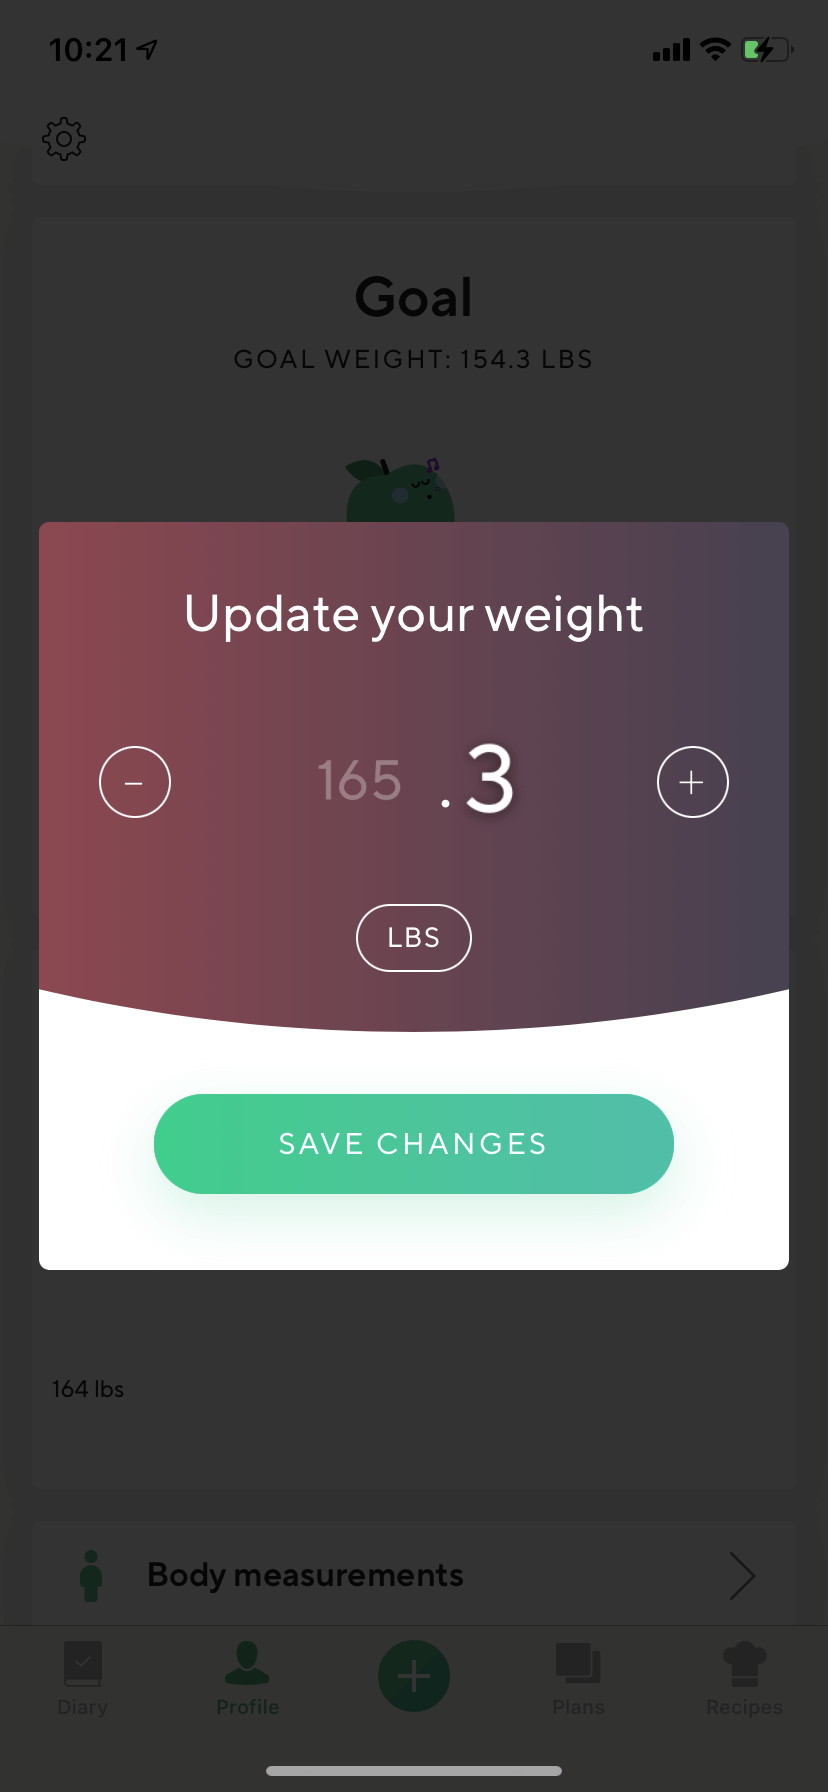 10:21
Goal
GOAL WEIGHT: 154.3 LBS
Update your weight
− 165 .3 +
LBS
SAVE CHANGES
164 lbs
Body measurements
Diary Profile Plans Recipes